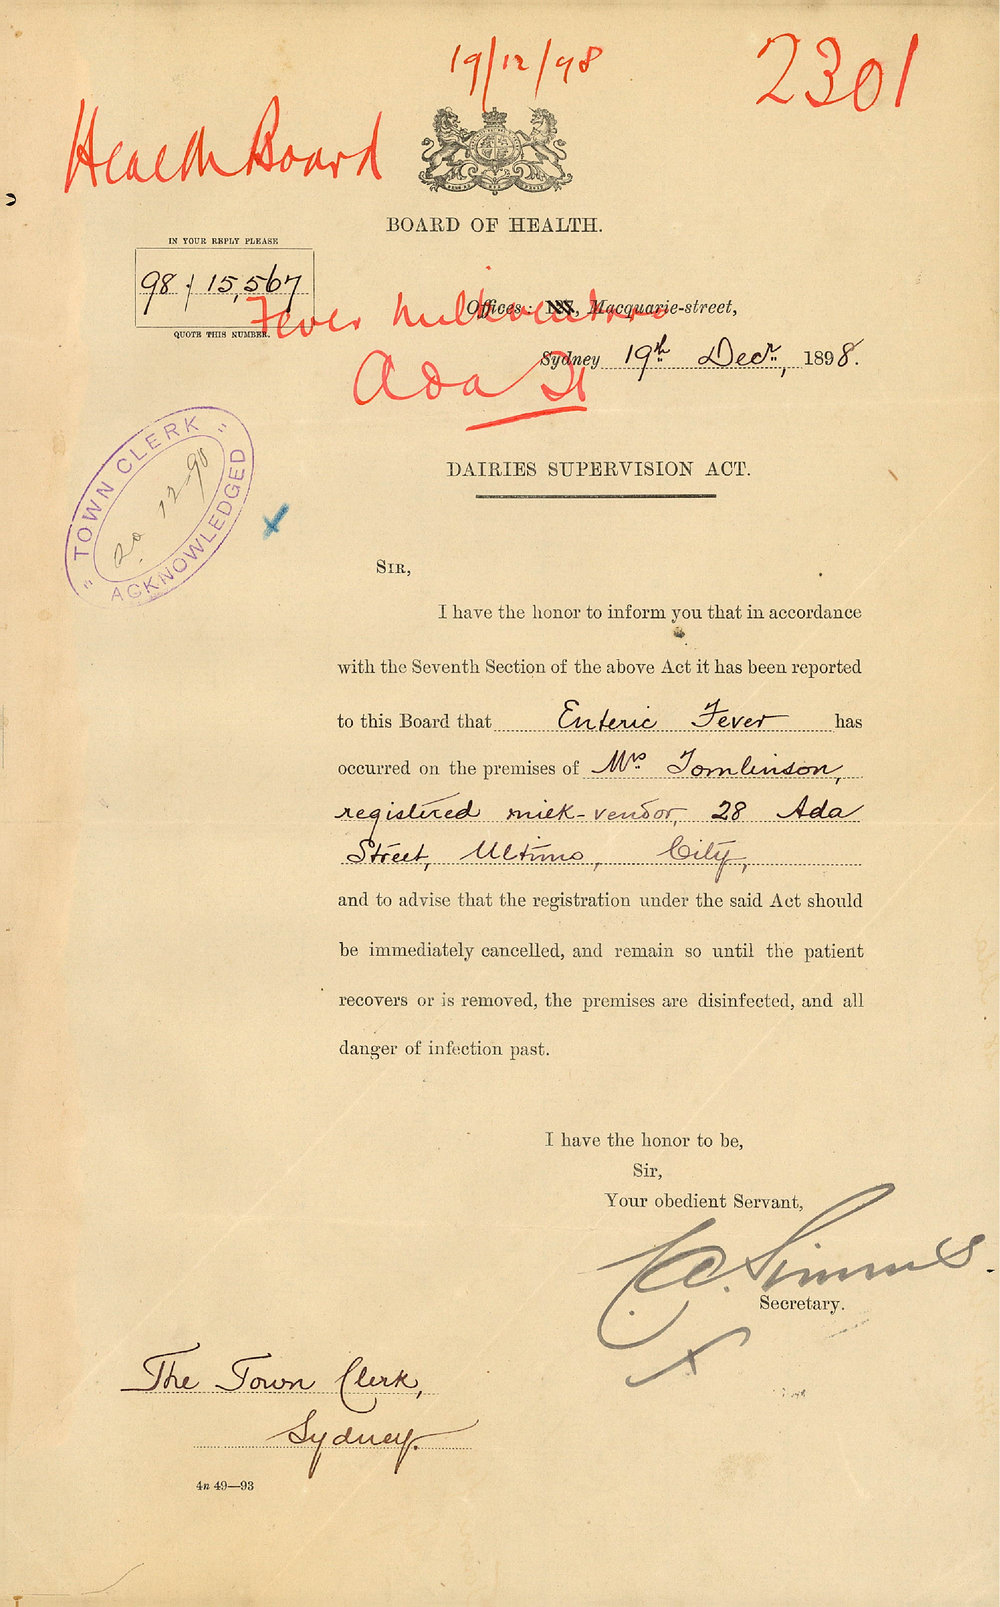 19/12/98
2301
Health Board
BOARD OF HEALTH.
IN YOUR REPLY PLEASE
98 / 15,567
QUOTE THIS NUMBER.
Offices: Macquarie-street,
Fever milkvendors
Sydney 19th Decr., 1898.
Ada St
"TOWN CLERK"
20 12-98
ACKNOWLEDGED
DAIRIES SUPERVISION ACT.
SIR,
I have the honor to inform you that in accordance
with the Seventh Section of the above Act it has been reported
to this Board that Enteric Fever has
occurred on the premises of Mrs. Tomlinson,
registered milk-vendor, 28 Ada
Street, Ultimo, City,
and to advise that the registration under the said Act should
be immediately cancelled, and remain so until the patient
recovers or is removed, the premises are disinfected, and all
danger of infection past.
I have the honor to be,
Sir,
Your obedient Servant,
Simms.
Secretary.
The Town Clerk,
Sydney.
4n 49—93